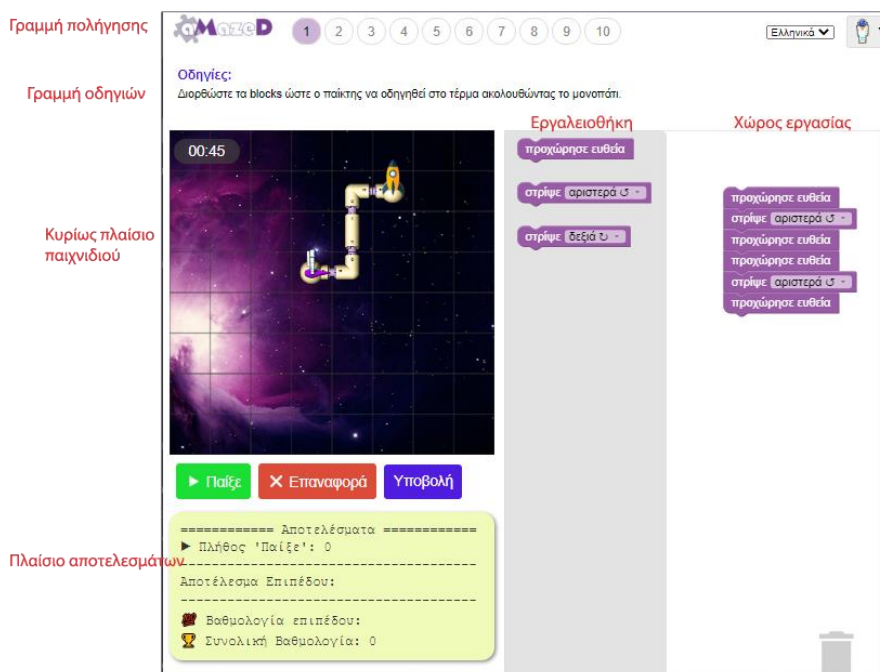 Γραμμή πολήγησης
aMazeD
1 2 3 4 5 6 7 8 9 10
Ελληνικά
Γραμμή οδηγιών
Οδηγίες:
Διορθώστε τα blocks ώστε ο παίκτης να οδηγηθεί στο τέρμα ακολουθώντας το μονοπάτι.
Εργαλειοθήκη
Χώρος εργασίας
00:45
προχώρησε ευθεία
στρίψε αριστερά ↺
στρίψε δεξιά ↻
προχώρησε ευθεία
στρίψε αριστερά ↺
προχώρησε ευθεία
προχώρησε ευθεία
στρίψε αριστερά ↺
προχώρησε ευθεία
Κυρίως πλαίσιο
παιχνιδιού
Παίξε
Επαναφορά
Υποβολή
Πλαίσιο αποτελεσμάτων
============ Αποτελέσματα ============
Πλήθος 'Παίξε': 0
--------------------------------------
Αποτέλεσμα Επιπέδου:
--------------------------------------
💯 Βαθμολογία επιπέδου:
🏆 Συνολική Βαθμολογία: 0